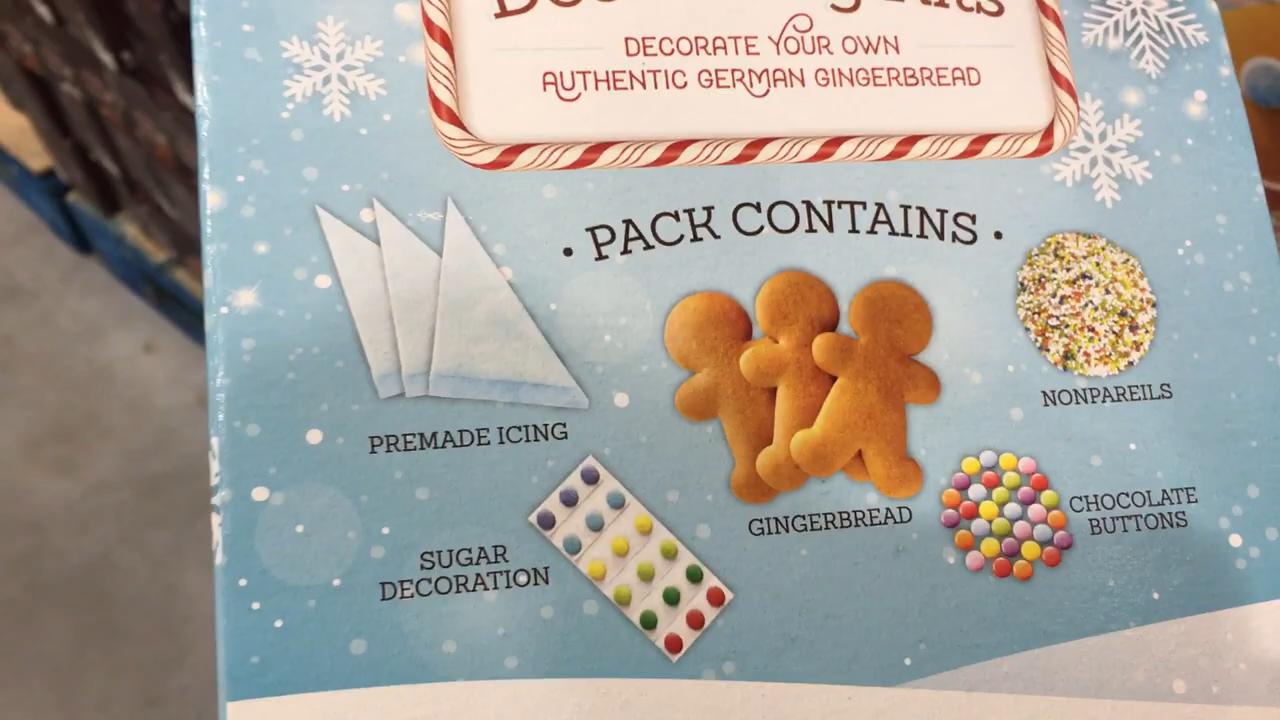 DECORATE YOUR OWN
AUTHENTIC GERMAN GINGERBREAD
• PACK CONTAINS •
NONPAREILS
PREMADE ICING
CHOCOLATE
BUTTONS
GINGERBREAD
SUGAR
DECORATION